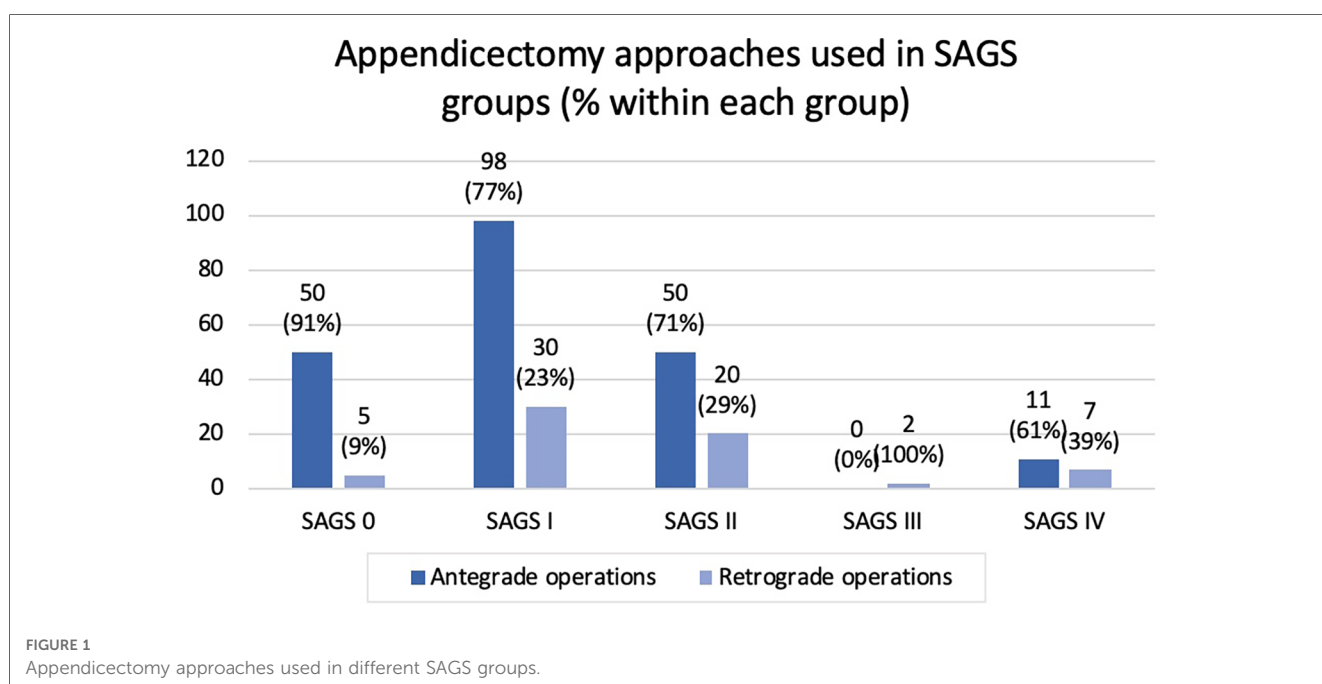 Appendicectomy approaches used in SAGS
groups (% within each group)
120
100
80
60
40
20
0
50
(91%)
5
(9%)
98
(77%)
30
(23%)
50
(71%)
20
(29%)
0
(0%)
2
(100%)
11
(61%)
7
(39%)
SAGS 0
SAGS I
SAGS II
SAGS III
SAGS IV
Antegrade operations
Retrograde operations
FIGURE 1
Appendicectomy approaches used in different SAGS groups.